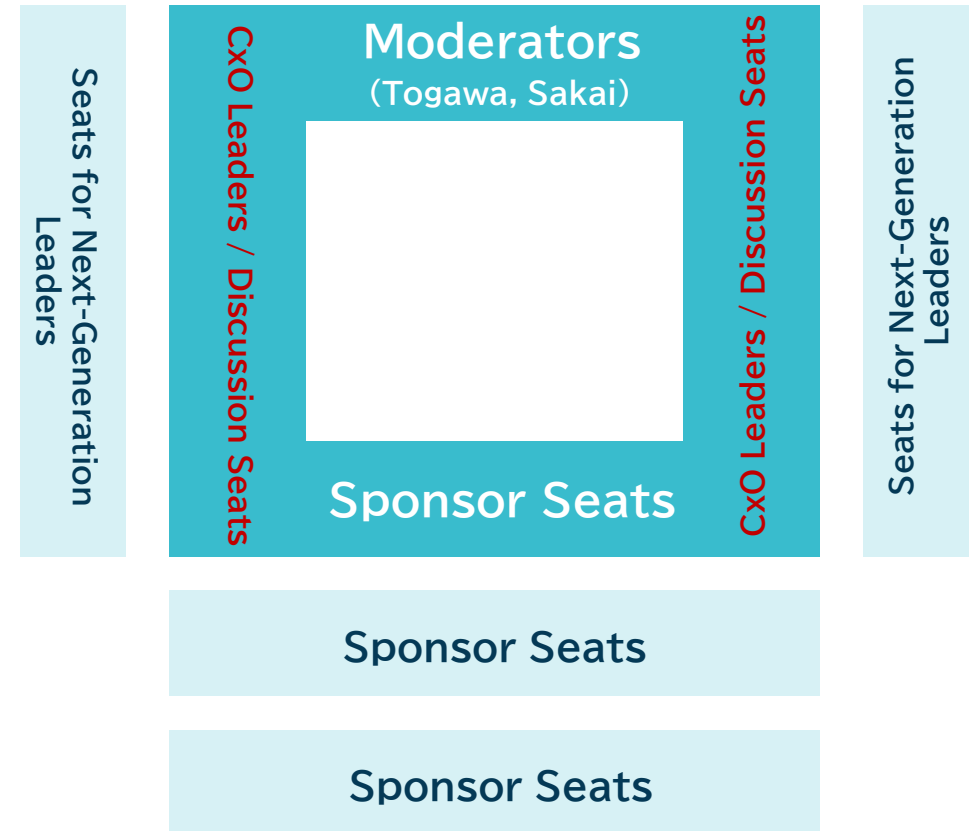 Seats for Next-Generation
Leaders
CxO Leaders / Discussion Seats
Moderators
(Togawa, Sakai)
CxO Leaders / Discussion Seats
Seats for Next-Generation
Leaders
Sponsor Seats
Sponsor Seats
Sponsor Seats